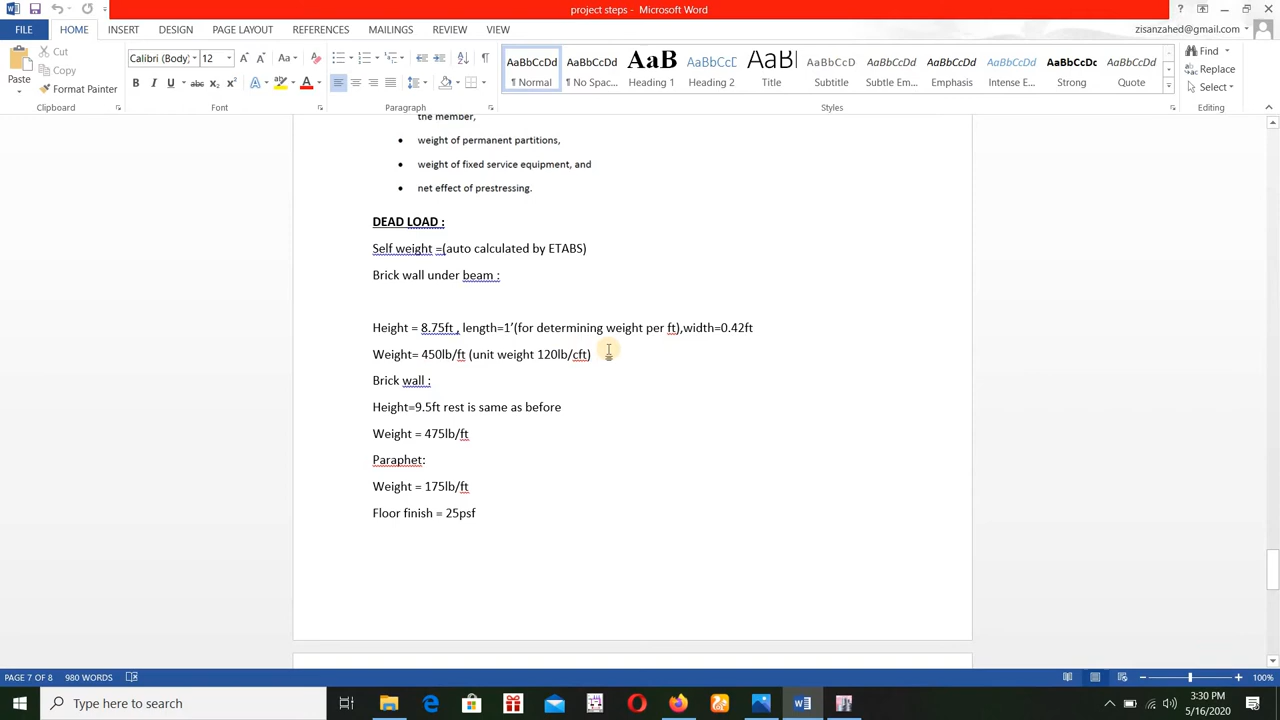 project steps - Microsoft Word
FILE HOME INSERT DESIGN PAGE LAYOUT REFERENCES MAILINGS REVIEW VIEW
zisanzahed@gmail.com
Paste
Cut
Copy
Format Painter
Clipboard
Calibri (Body) 12
Font
Paragraph
AaBbCcDd AaBbCcDd AaB AaBbCcD AaB AaBbCcD AaBbCcDd AaBbCcDd AaBbCcDd AaBbCcDd AaBbCcDd
¶ Normal ¶ No Spac... Heading 1 Heading 2 Title Subtitle Subtle Em... Emphasis Intense E... Strong Quote
Styles
Find
Replace
Select
Editing
the member,
• weight of permanent partitions,
• weight of fixed service equipment, and
• net effect of prestressing.
DEAD LOAD :
Self weight =(auto calculated by ETABS)
Brick wall under beam :
Height = 8.75ft , length=1’(for determining weight per ft),width=0.42ft
Weight= 450lb/ft (unit weight 120lb/cft)
Brick wall :
Height=9.5ft rest is same as before
Weight = 475lb/ft
Paraphet:
Weight = 175lb/ft
Floor finish = 25psf
PAGE 7 OF 8 980 WORDS
100%
Type here to search
3:30 PM
5/16/2020